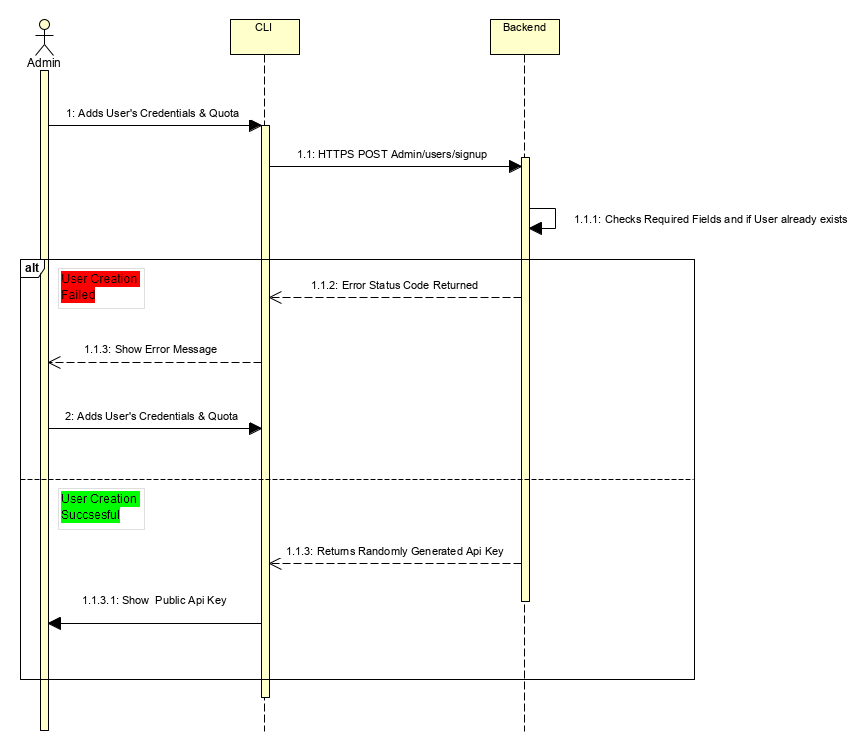 Admin
CLI
Backend
1: Adds User's Credentials & Quota
1.1: HTTPS POST Admin/users/signup
1.1.1: Checks Required Fields and if User already exists
alt
User Creation
Failed
1.1.2: Error Status Code Returned
1.1.3: Show Error Message
2: Adds User's Credentials & Quota
User Creation
Succsesful
1.1.3: Returns Randomly Generated Api Key
1.1.3.1: Show  Public Api Key